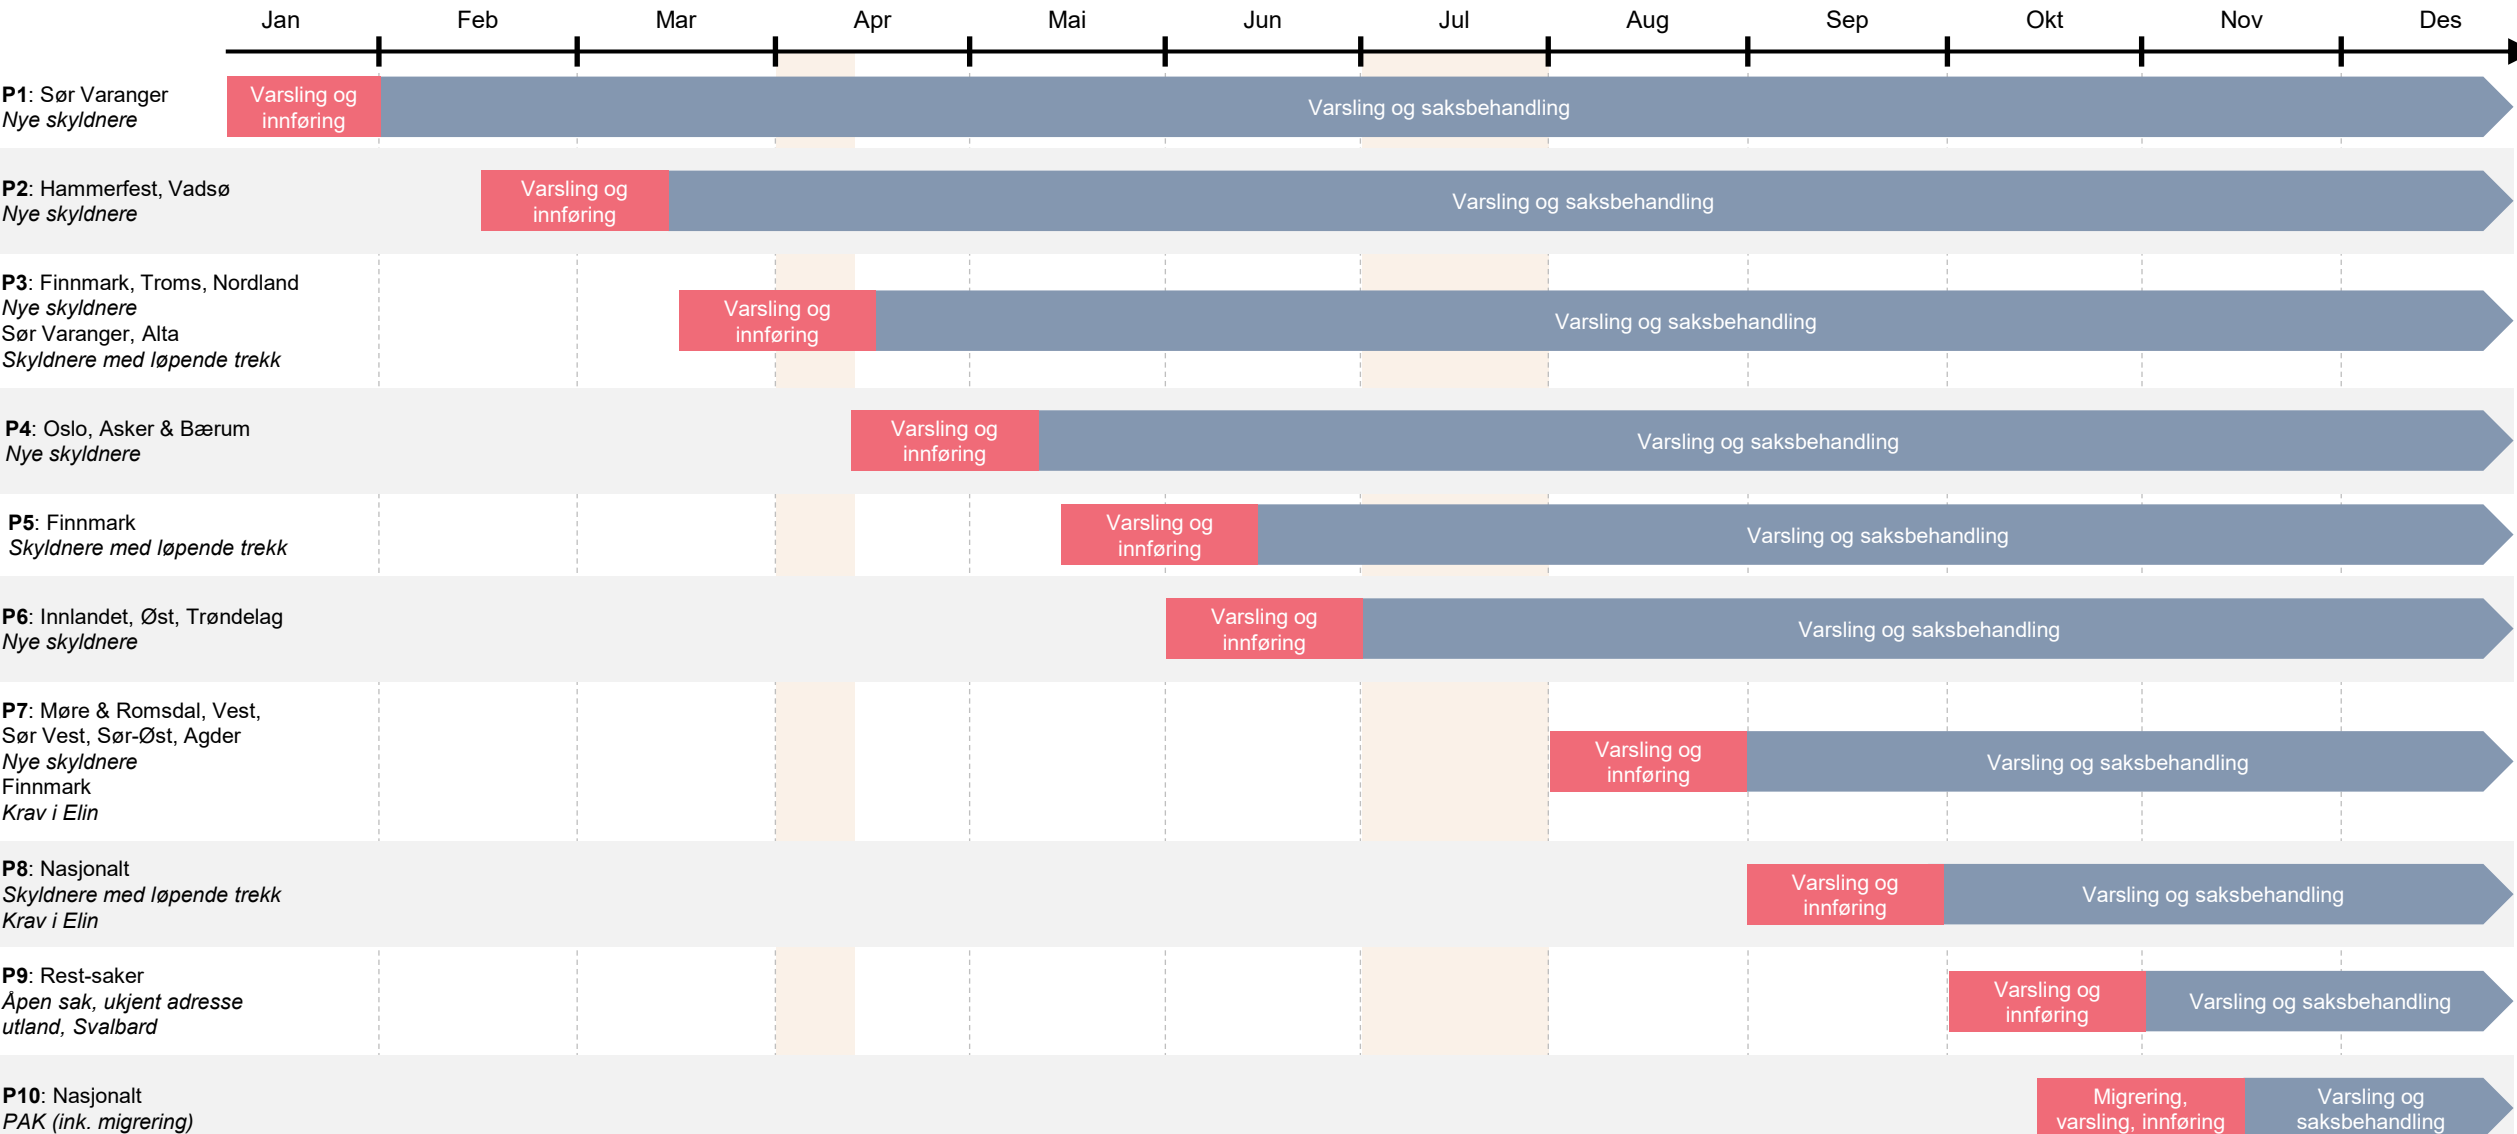 Jan Feb Mar Apr Mai Jun Jul Aug Sep Okt Nov Des
P1: Sør Varanger
Nye skyldnere
Varsling og
innføring
Varsling og saksbehandling
P2: Hammerfest, Vadsø
Nye skyldnere
Varsling og
innføring
Varsling og saksbehandling
P3: Finnmark, Troms, Nordland
Nye skyldnere
Sør Varanger, Alta
Skyldnere med løpende trekk
Varsling og
innføring
Varsling og saksbehandling
P4: Oslo, Asker & Bærum
Nye skyldnere
Varsling og
innføring
Varsling og saksbehandling
P5: Finnmark
Skyldnere med løpende trekk
Varsling og
innføring
Varsling og saksbehandling
P6: Innlandet, Øst, Trøndelag
Nye skyldnere
Varsling og
innføring
Varsling og saksbehandling
P7: Møre & Romsdal, Vest,
Sør Vest, Sør-Øst, Agder
Nye skyldnere
Finnmark
Krav i Elin
Varsling og
innføring
Varsling og saksbehandling
P8: Nasjonalt
Skyldnere med løpende trekk
Krav i Elin
Varsling og
innføring
Varsling og saksbehandling
P9: Rest-saker
Åpen sak, ukjent adresse
utland, Svalbard
Varsling og
innføring
Varsling og saksbehandling
P10: Nasjonalt
PAK (ink. migrering)
Migrering,
varsling, innføring
Varsling og
saksbehandling